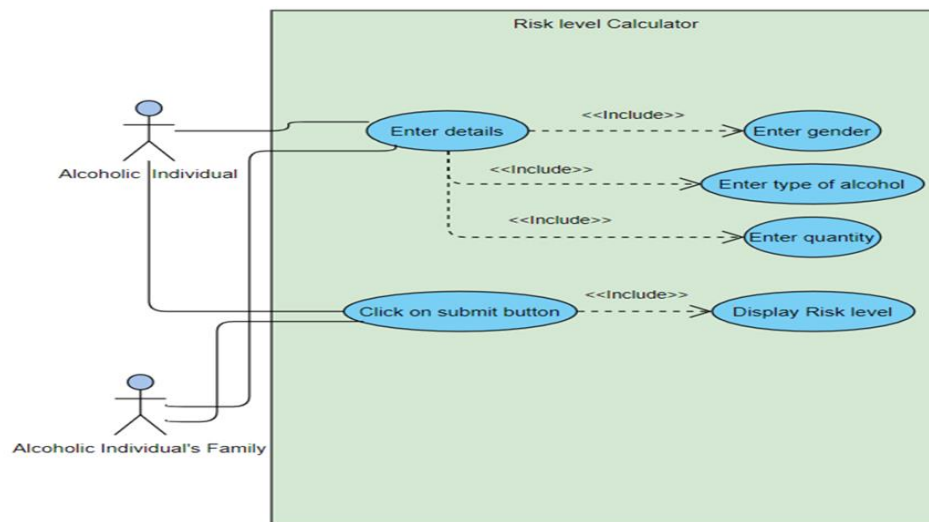 Risk level Calculator
Alcoholic Individual
Enter details
<<Include>>
Enter gender
<<Include>>
Enter type of alcohol
<<Include>>
Enter quantity
Click on submit button
<<Include>>
Display Risk level
Alcoholic Individual's Family